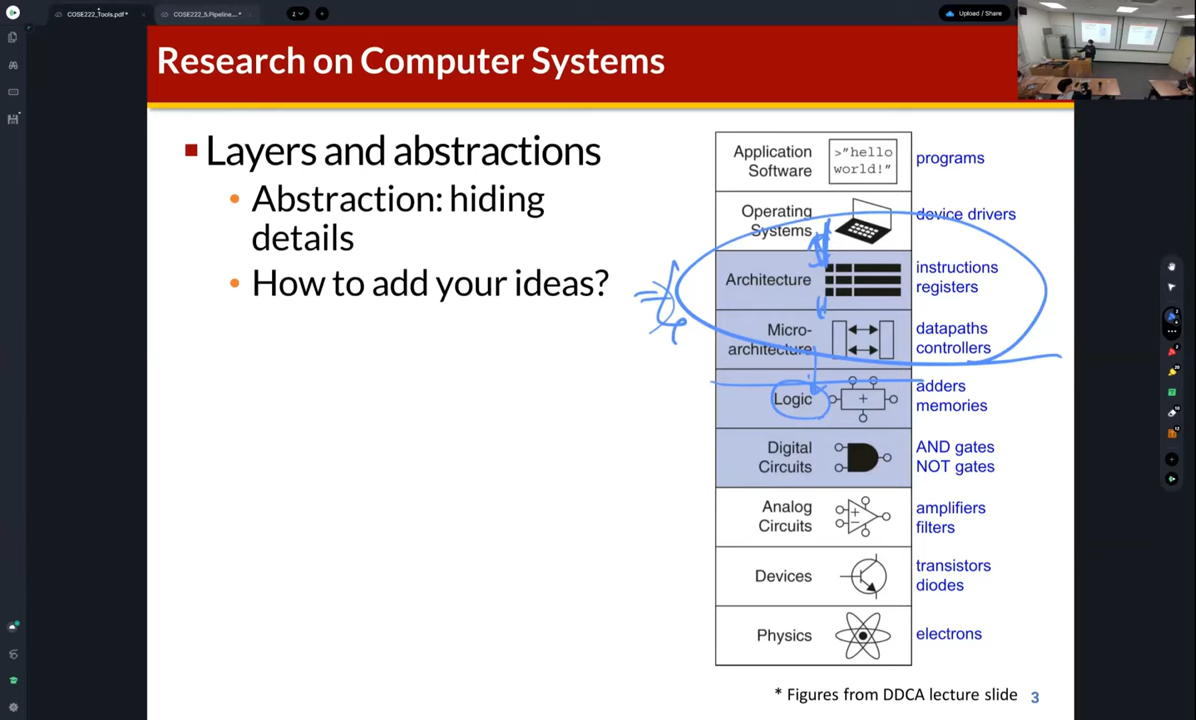 COSE222_Tools.pdf*
COSE222_5.Pipeline....*
2
Upload / Share
Research on Computer Systems
Layers and abstractions
Abstraction: hiding
details
How to add your ideas?
Application
Software
>"hello
world!"
programs
Operating
Systems
device drivers
Architecture
instructions
registers
Micro-
architecture
datapaths
controllers
Logic
+
adders
memories
Digital
Circuits
AND gates
NOT gates
Analog
Circuits
amplifiers
filters
Devices
transistors
diodes
Physics
electrons
* Figures from DDCA lecture slide
3